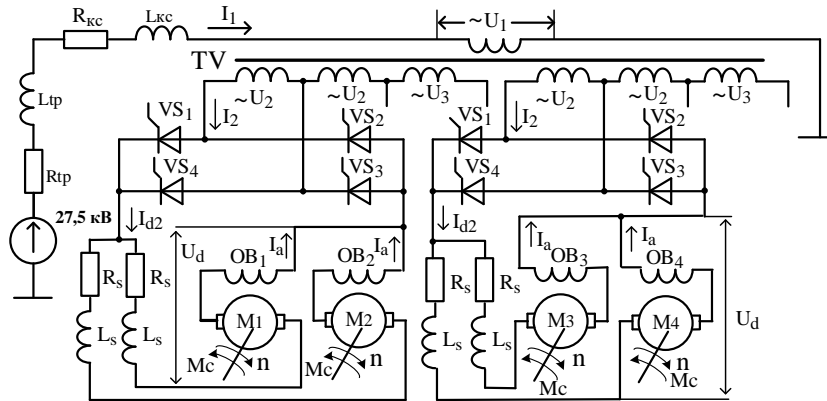 Rкс Lкс I1 ~U1
TV
~U2 ~U2 ~U3 ~U2 ~U2 ~U3
Lтр
VS1 I2 VS2 VS1 I2 VS2
VS4 VS3 VS4 VS3
Rтр
27,5 кВ
Id2 Ud Ia Ia Id2 Ia Ia
OB1 OB2 OB3 OB4
Rs Rs Rs Rs
Ud
M1 M2 M3 M4
Ls Ls Ls Ls
Mc n Mc n Mc n Mc n